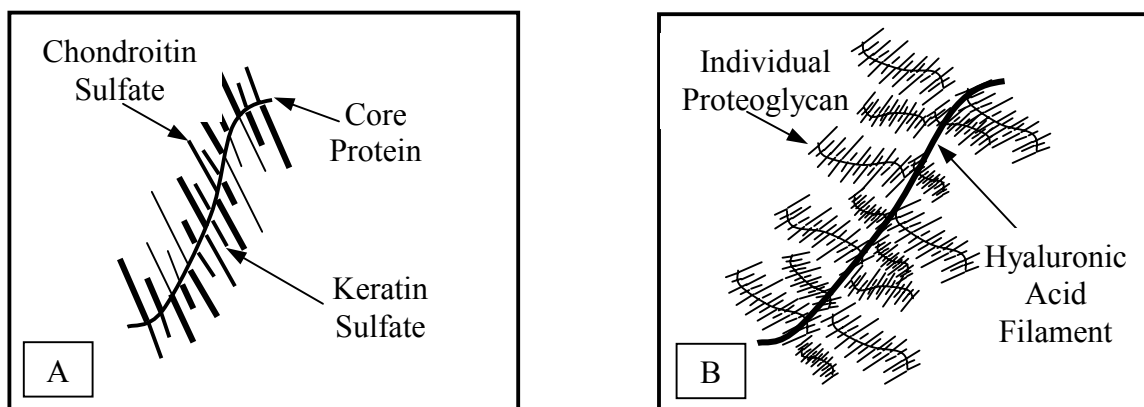 Chondroitin
Sulfate
Core
Protein
Keratin
Sulfate
A
Individual
Proteoglycan
Hyaluronic
Acid
Filament
B